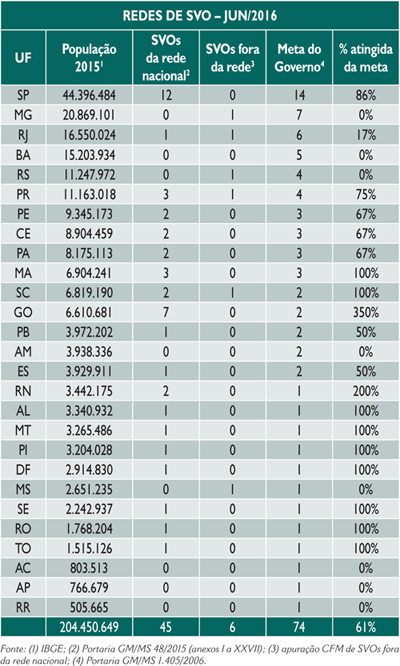 REDES DE SVO – JUN/2016
UF População 2015¹ SVOs da rede nacional² SVOs fora da rede³ Meta do Governo⁴ % atingida da meta
SP 44.396.484 12 0 14 86%
MG 20.869.101 0 1 7 0%
RJ 16.550.024 1 1 6 17%
BA 15.203.934 0 0 5 0%
RS 11.247.972 0 1 4 0%
PR 11.163.018 3 1 4 75%
PE 9.345.173 2 0 3 67%
CE 8.904.459 2 0 3 67%
PA 8.175.113 2 0 3 67%
MA 6.904.241 3 0 3 100%
SC 6.819.190 2 1 2 100%
GO 6.610.681 7 0 2 350%
PB 3.972.202 1 0 2 50%
AM 3.938.336 0 0 2 0%
ES 3.929.911 1 0 2 50%
RN 3.442.175 2 0 1 200%
AL 3.340.932 1 0 1 100%
MT 3.265.486 1 0 1 100%
PI 3.204.028 1 0 1 100%
DF 2.914.830 1 0 1 100%
MS 2.651.235 0 1 1 0%
SE 2.242.937 1 0 1 100%
RO 1.768.204 1 0 1 100%
TO 1.515.126 1 0 1 100%
AC 803.513 0 0 1 0%
AP 766.679 0 0 1 0%
RR 505.665 0 0 1 0%
204.450.649 45 6 74 61%
Fonte: (1) IBGE; (2) Portaria GM/MS 48/2015 (anexos I a XXVII); (3) apuração CFM de SVOs fora
da rede nacional; (4) Portaria GM/MS 1.405/2006.